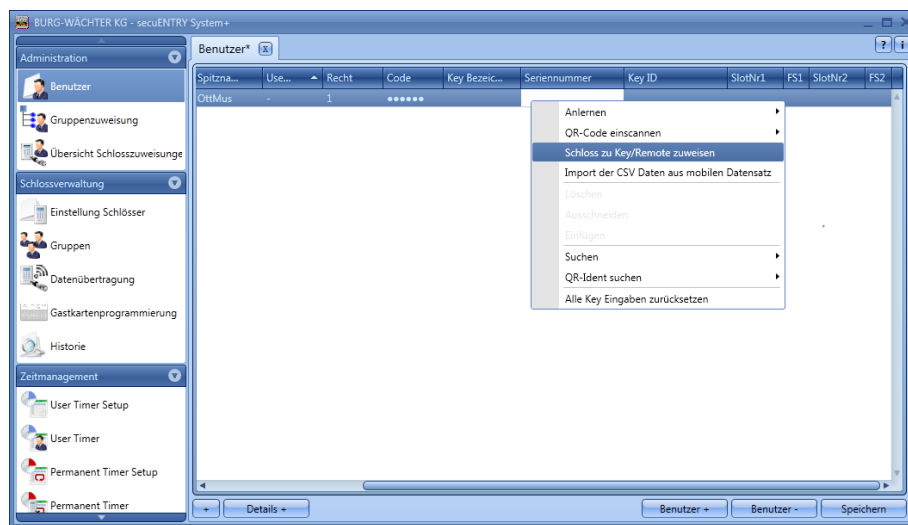 BURG-WÄCHTER KG - secuENTRY System+
Administration
Benutzer
Gruppenzuweisung
Übersicht Schlosszuweisunge
Schlossverwaltung
Einstellung Schlösser
Gruppen
Datenübertragung
Gastkartenprogrammierung
Historie
Zeitmanagement
User Timer Setup
User Timer
Permanent Timer Setup
Permanent Timer
Benutzer* x
? i
Spitzna... Use... Recht Code Key Bezeic... Seriennummer Key ID SlotNr1 FS1 SlotNr2 FS2
OttMus - 1 ●●●●●●
Anlernen
QR-Code einscannen
Schloss zu Key/Remote zuweisen
Import der CSV Daten aus mobilen Datensatz
Löschen
Ausschneiden
Einfügen
Suchen
QR-Ident suchen
Alle Key Eingaben zurücksetzen
+ Details + Benutzer + Benutzer - Speichern